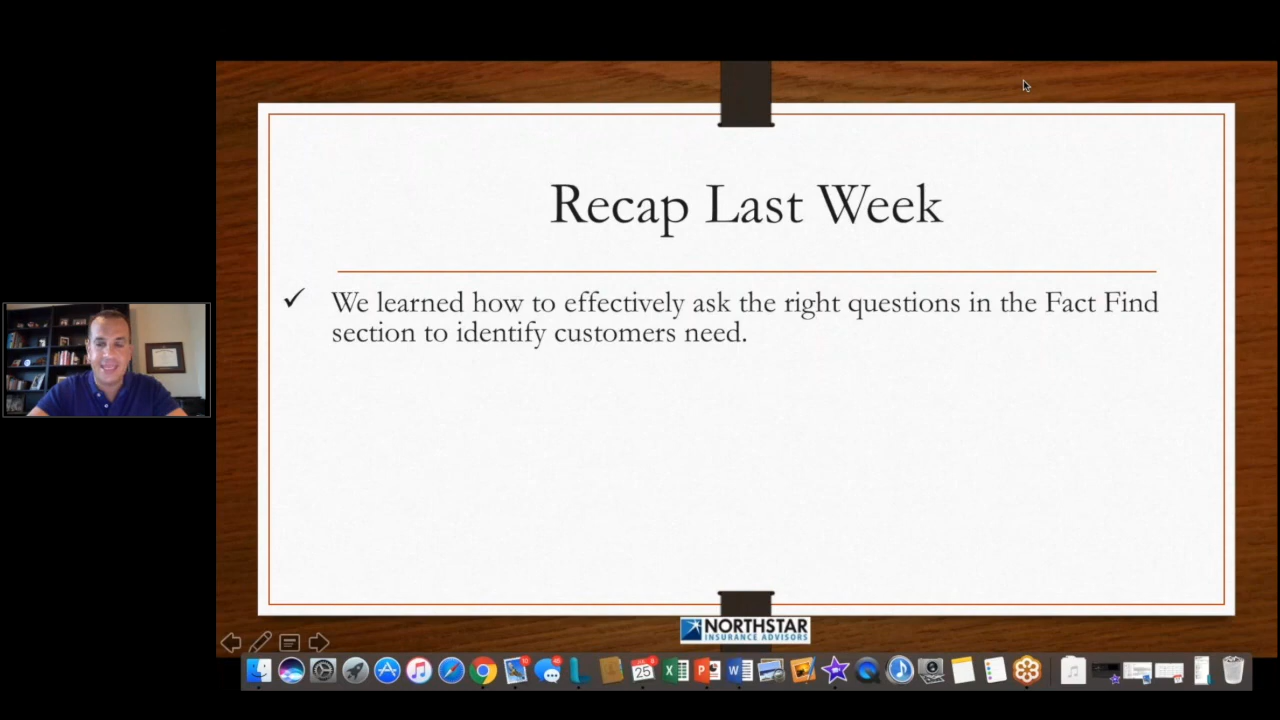 Recap Last Week
✓ We learned how to effectively ask the right questions in the Fact Find
section to identify customers need.
NORTHSTAR
INSURANCE ADVISORS
25